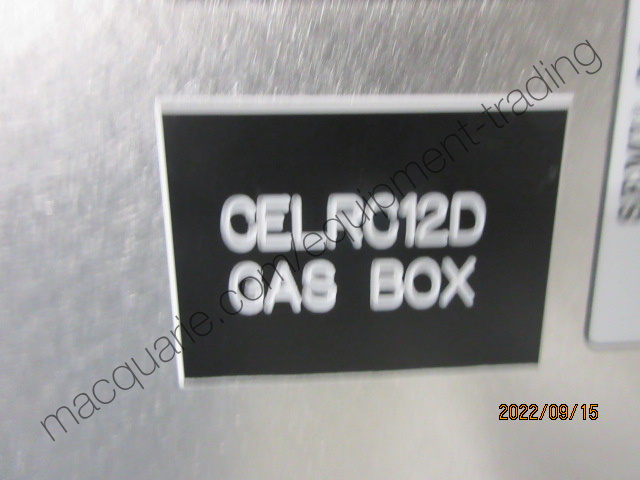 CELRC12D
GAS BOX
macquarie.com/equipment-trading
2022/09/15